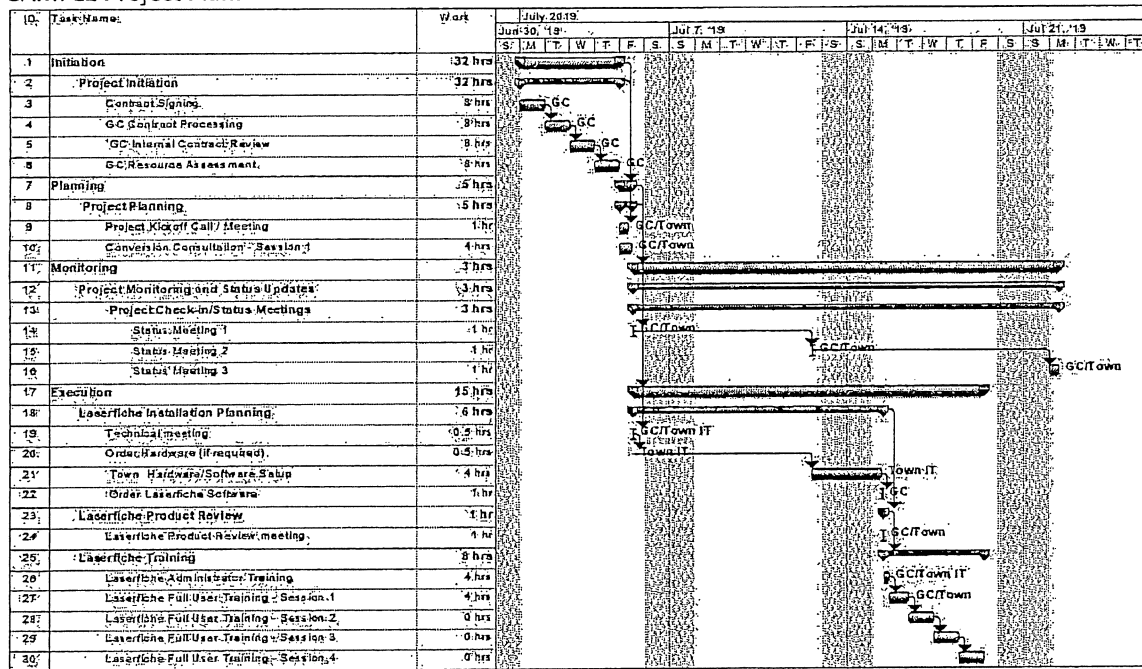 SAMPLE Project Plan
ID Task Name Work July 2019
Jun 30, '19 Jul 7, '19 Jul 14, '19 Jul 21, '19
S M T W T F S S M T W T F S S M T W T F S S M T W T
1 Initiation 32 hrs
2 Project Initiation 32 hrs
3 Contract Signing 8 hrs GC
4 GC Contract Processing 8 hrs GC
5 GC Internal Contract Review 8 hrs GC
6 GC Resource Assessment 8 hrs GC
7 Planning 5 hrs
8 Project Planning 5 hrs
9 Project Kickoff Call / Meeting 1 hr GC/Town
10 Conversion Consultation - Session 1 4 hrs GC/Town
11 Monitoring 3 hrs
12 Project Monitoring and Status Updates 3 hrs
13 Project Check-in/Status Meetings 3 hrs
14 Status Meeting 1 1 hr GC/Town
15 Status Meeting 2 1 hr GC/Town
16 Status Meeting 3 1 hr GC/Town
17 Execution 15 hrs
18 Laserfiche Installation Planning 6 hrs
19 Technical meeting 0.5 hrs GC/Town IT
20 Order Hardware (if required) 0.5 hrs Town IT
21 Town Hardware/Software Setup 4 hrs Town IT
22 Order Laserfiche Software 1 hr GC
23 Laserfiche Product Review 1 hr
24 Laserfiche Product Review meeting 1 hr GC/Town
25 Laserfiche Training 8 hrs
26 Laserfiche Administrator Training 4 hrs GC/Town IT
27 Laserfiche Full User Training - Session 1 4 hrs GC/Town
28 Laserfiche Full User Training - Session 2 0 hrs
29 Laserfiche Full User Training - Session 3 0 hrs
30 Laserfiche Full User Training - Session 4 0 hrs